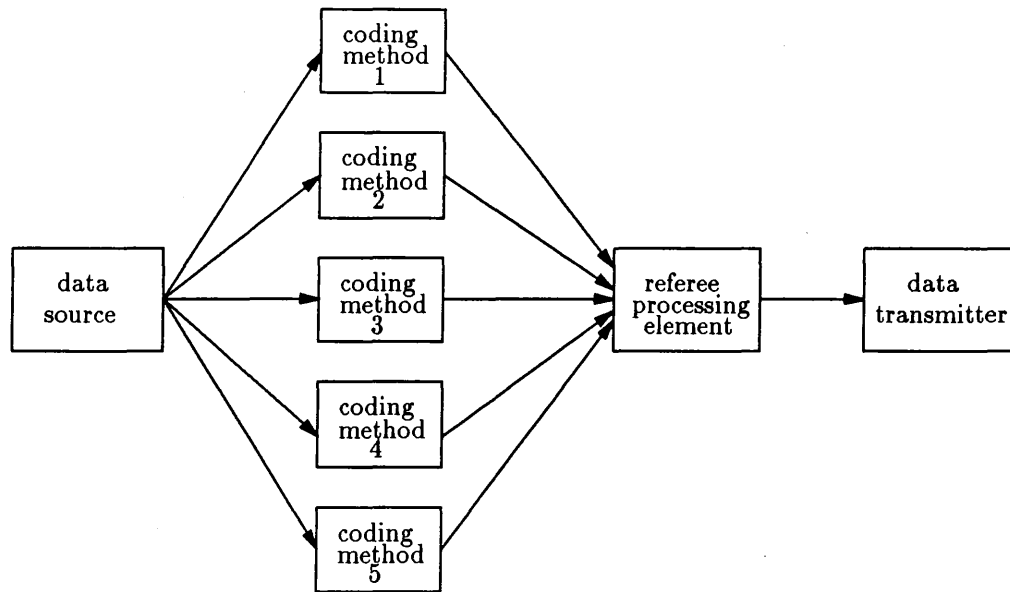 coding
method
1
coding
method
2
data
source
coding
method
3
referee
processing
element
data
transmitter
coding
method
4
coding
method
5